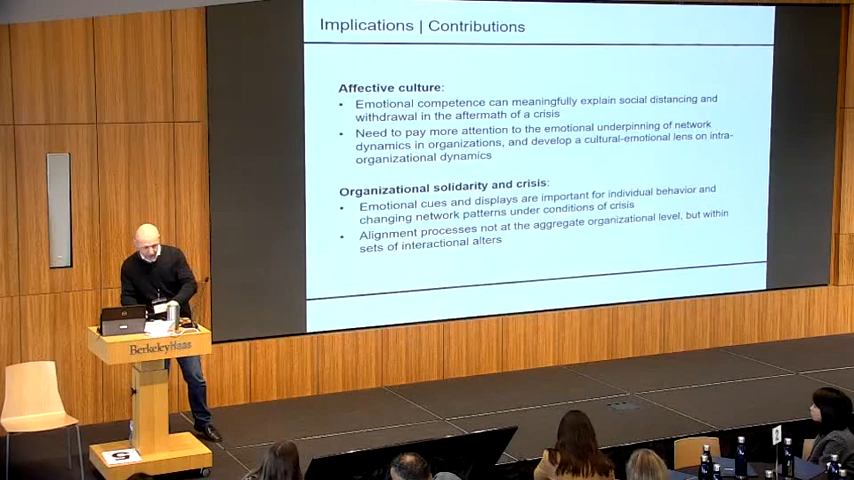 Implications | Contributions
Affective culture:
• Emotional competence can meaningfully explain social distancing and
withdrawal in the aftermath of a crisis
• Need to pay more attention to the emotional underpinning of network
dynamics in organizations, and develop a cultural-emotional lens on intra-
organizational dynamics
Organizational solidarity and crisis:
• Emotional cues and displays are important for individual behavior and
changing network patterns under conditions of crisis
• Alignment processes not at the aggregate organizational level, but within
sets of interactional alters
BerkeleyHaas
5